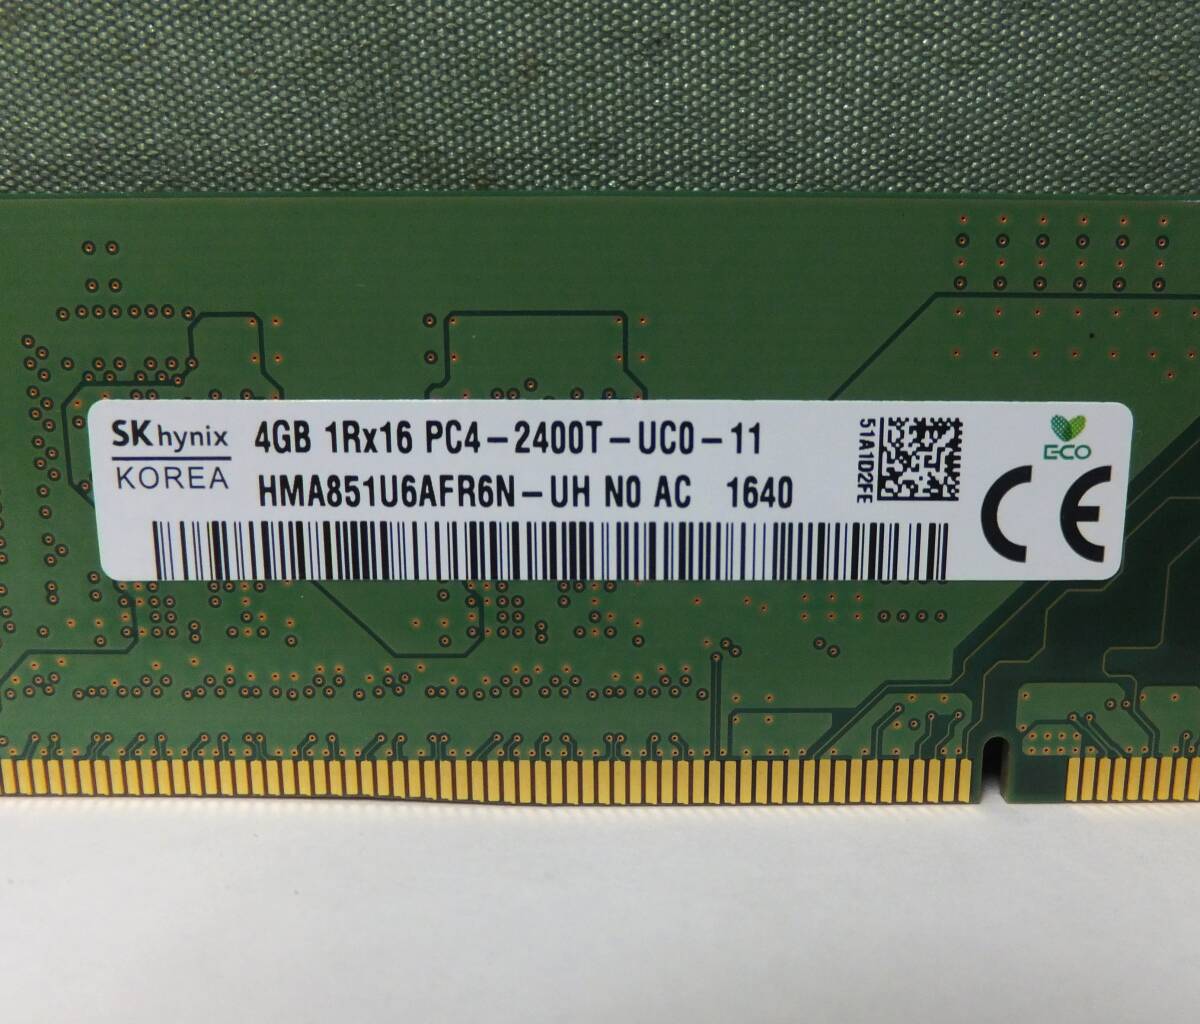 SK hynix
KOREA
4GB 1Rx16 PC4-2400T-UC0-11
HMA851U6AFR6N-UH N0 AC 1640
51A1D2FE
ECO
CE